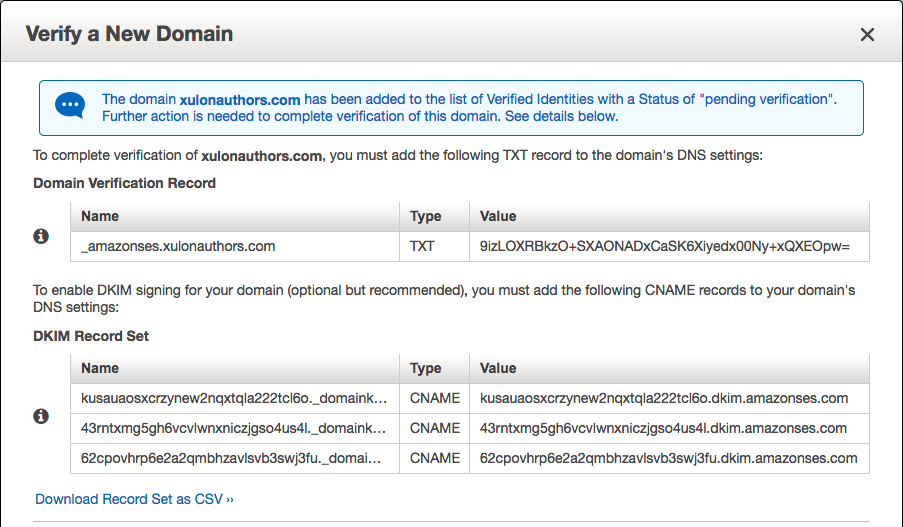 Verify a New Domain
The domain xulonauthors.com has been added to the list of Verified Identities with a Status of "pending verification".
Further action is needed to complete verification of this domain. See details below.
To complete verification of xulonauthors.com, you must add the following TXT record to the domain's DNS settings:
Domain Verification Record
Name Type Value
_amazonses.xulonauthors.com TXT 9izLOXRBkzO+SXAONADxCaSK6Xiyedx00Ny+xQXEOpw=
To enable DKIM signing for your domain (optional but recommended), you must add the following CNAME records to your domain's
DNS settings:
DKIM Record Set
Name Type Value
kusauaosxcrzynew2nqxtqla222tcl6o._domaink... CNAME kusauaosxcrzynew2nqxtqla222tcl6o.dkim.amazonses.com
43rntxmg5gh6vcvlwnxniczjgso4us4l._domaink... CNAME 43rntxmg5gh6vcvlwnxniczjgso4us4l.dkim.amazonses.com
62cpovhrp6e2a2qmbhzavlsvb3swj3fu._domai... CNAME 62cpovhrp6e2a2qmbhzavlsvb3swj3fu.dkim.amazonses.com
Download Record Set as CSV ››